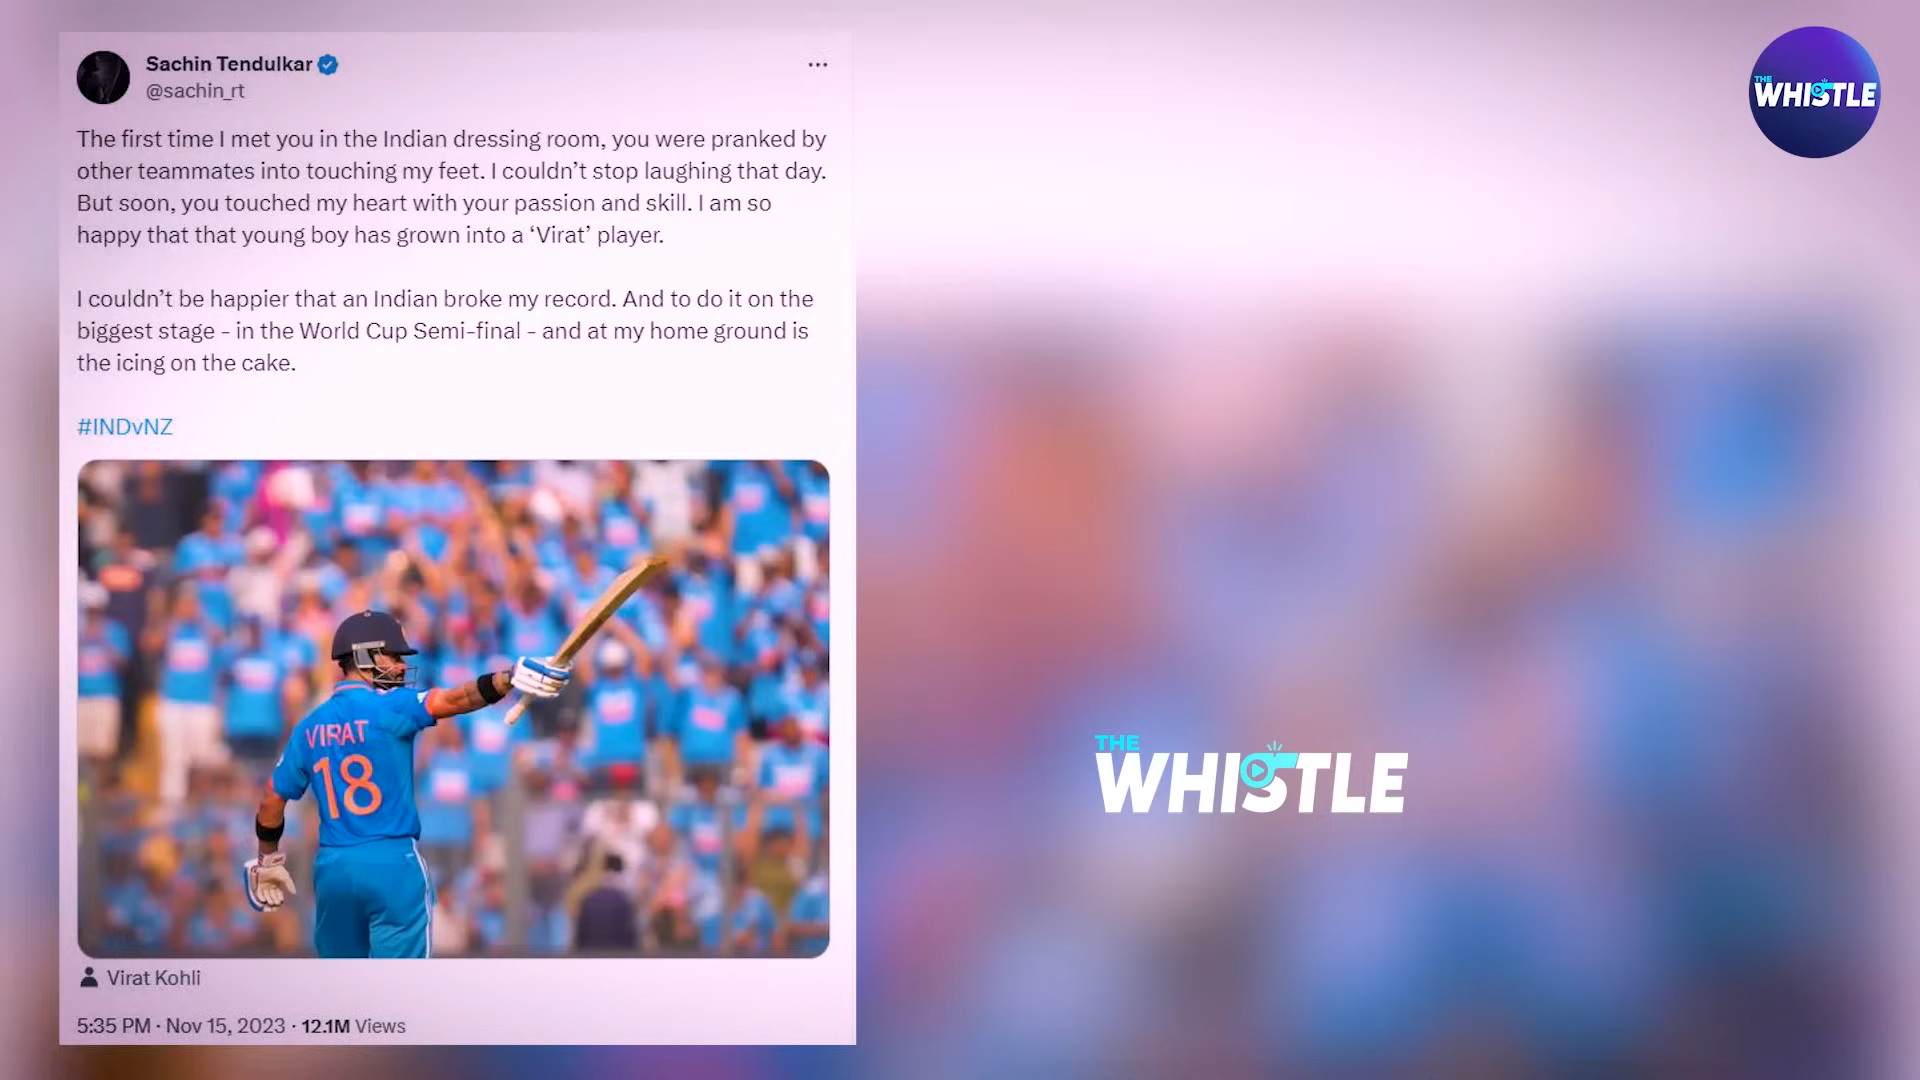 Sachin Tendulkar
@sachin_rt
The first time I met you in the Indian dressing room, you were pranked by
other teammates into touching my feet. I couldn’t stop laughing that day.
But soon, you touched my heart with your passion and skill. I am so
happy that that young boy has grown into a ‘Virat’ player.
I couldn’t be happier that an Indian broke my record. And to do it on the
biggest stage - in the World Cup Semi-final - and at my home ground is
the icing on the cake.
#INDvNZ
VIRAT
18
Virat Kohli
5:35 PM · Nov 15, 2023 · 12.1M Views
THE
WHISTLE
THE
WHISTLE